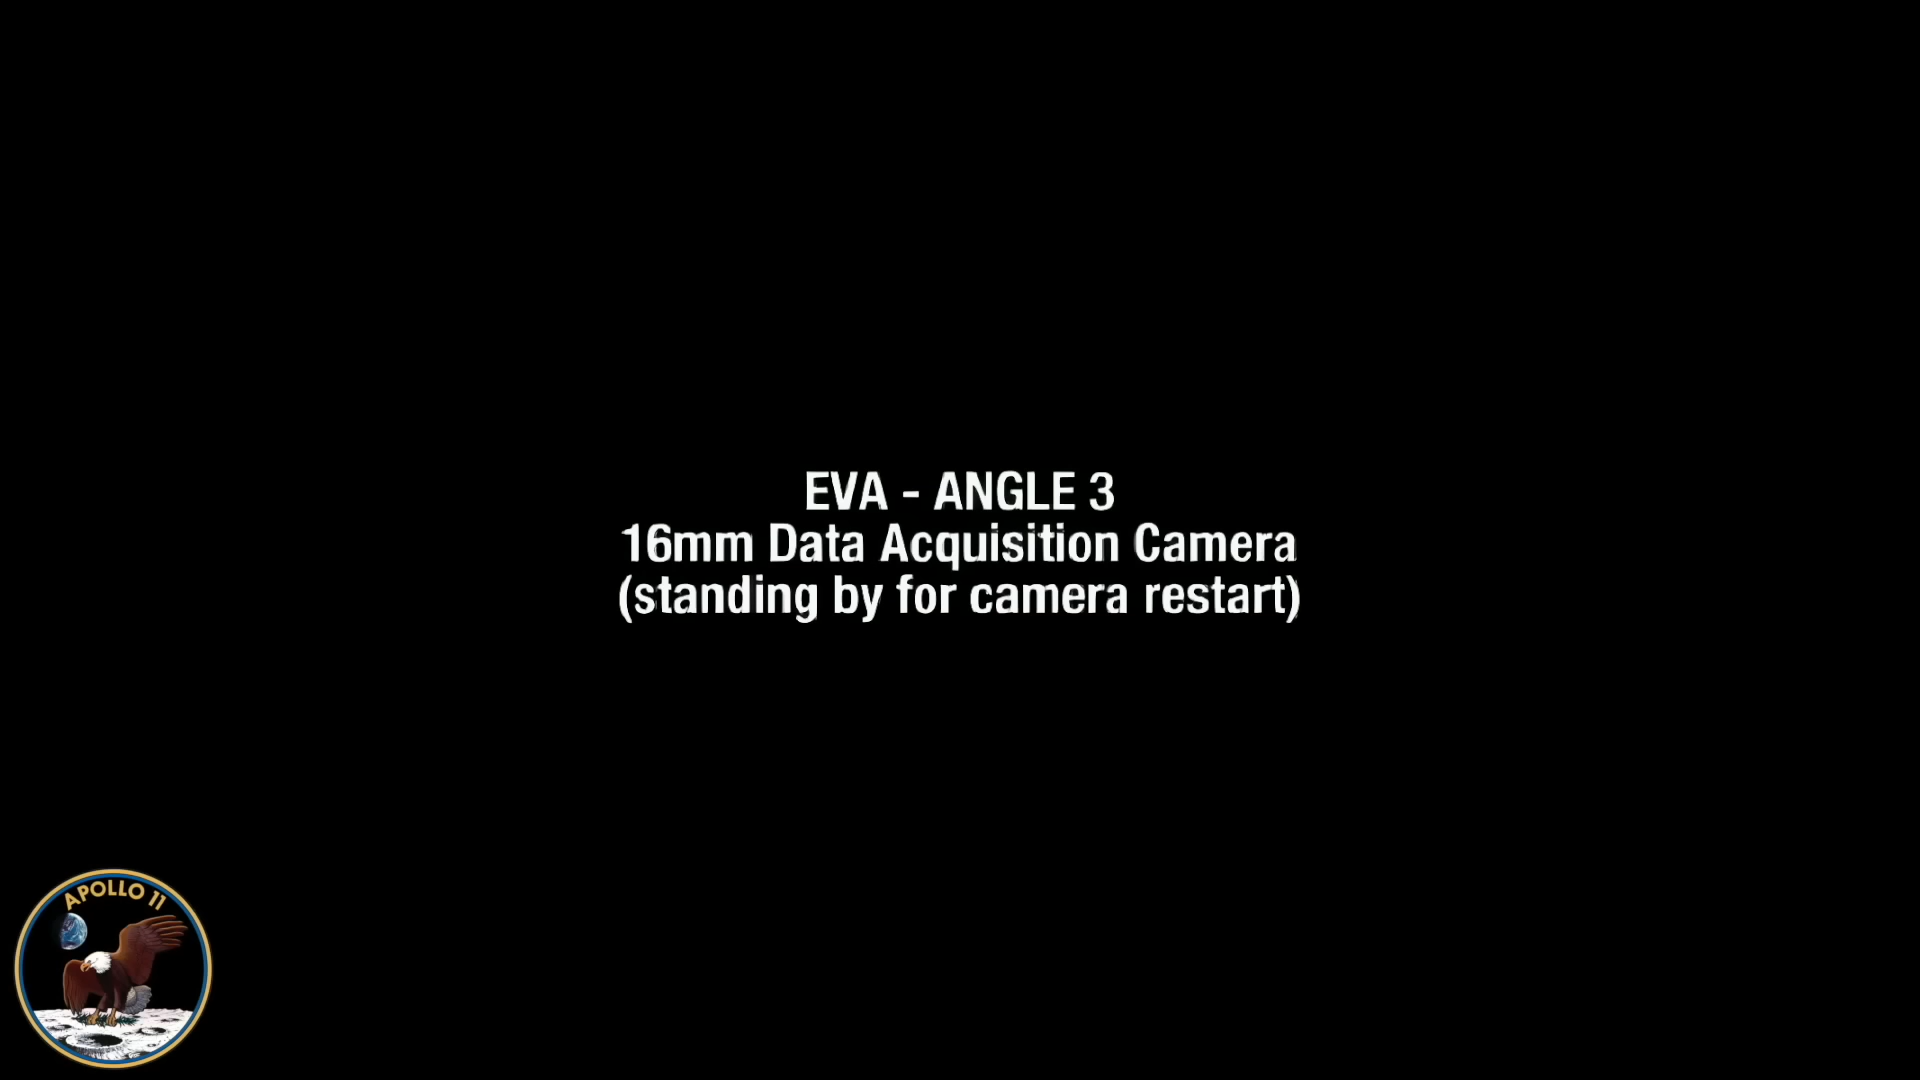 EVA - ANGLE 3
16mm Data Acquisition Camera
(standing by for camera restart)
APOLLO 11